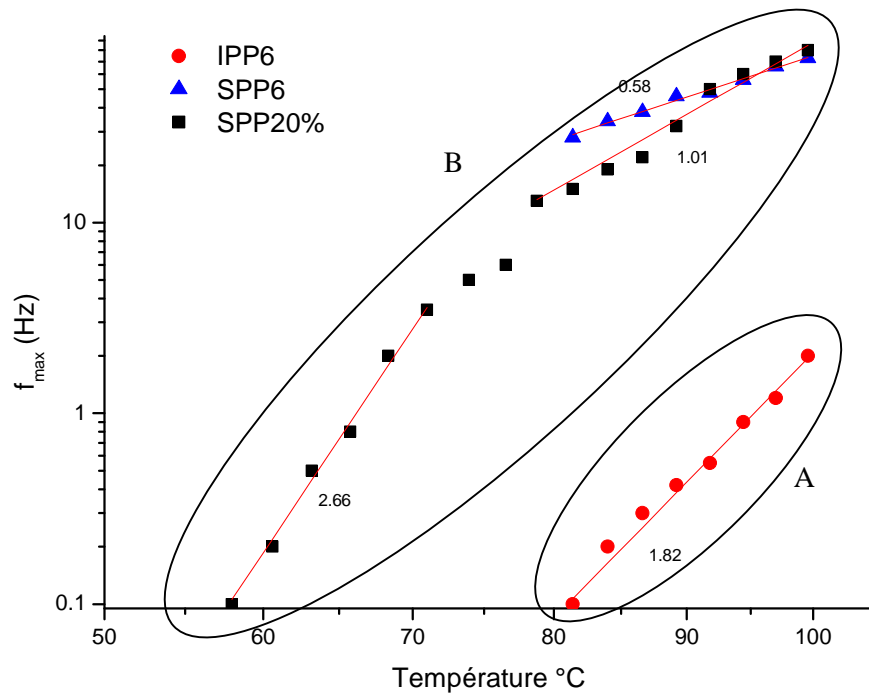 IPP6
SPP6
SPP20%
0.58
B
1.01
10
f_max (Hz)
1
A
2.66
1.82
0.1
50 60 70 80 90 100
Température °C